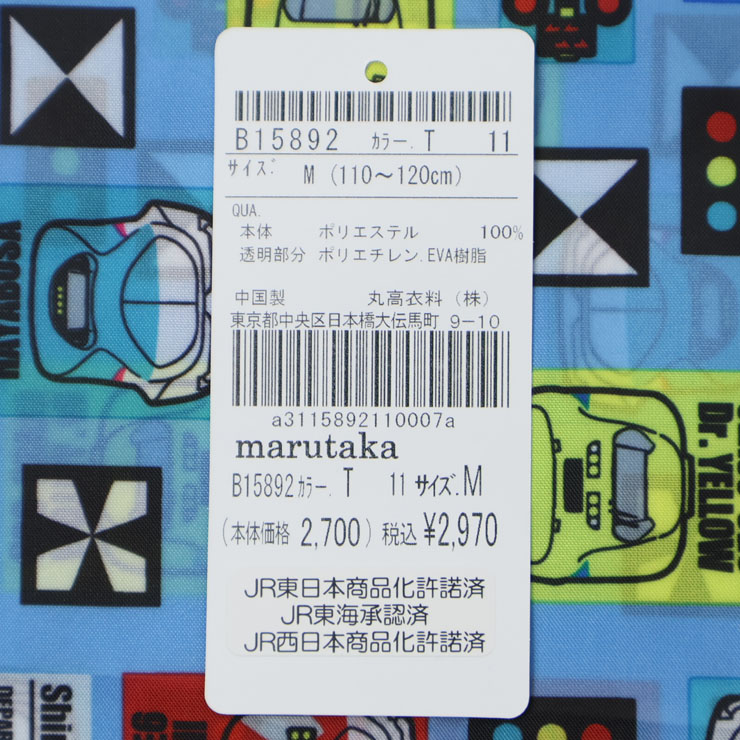 B15892 カラー. T 11
サイズ M (110～120cm)
QUA.
本体 ポリエステル 100%
透明部分 ポリエチレン.EVA樹脂
中国製 丸高衣料（株）
東京都中央区日本橋大伝馬町 9-10
a3115892110007a
marutaka
B15892 カラー. T 11 サイズ. M
(本体価格 2,700) 税込 ¥2,970
JR東日本商品化許諾済
JR東海承認済
JR西日本商品化許諾済
HAYABUSA
Dr. YELLOW